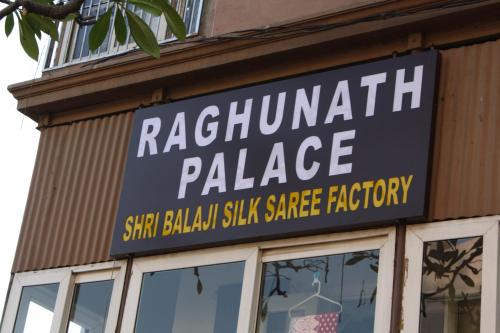 RAGHUNATH
PALACE
SHRI BALAJI SILK SAREE FACTORY